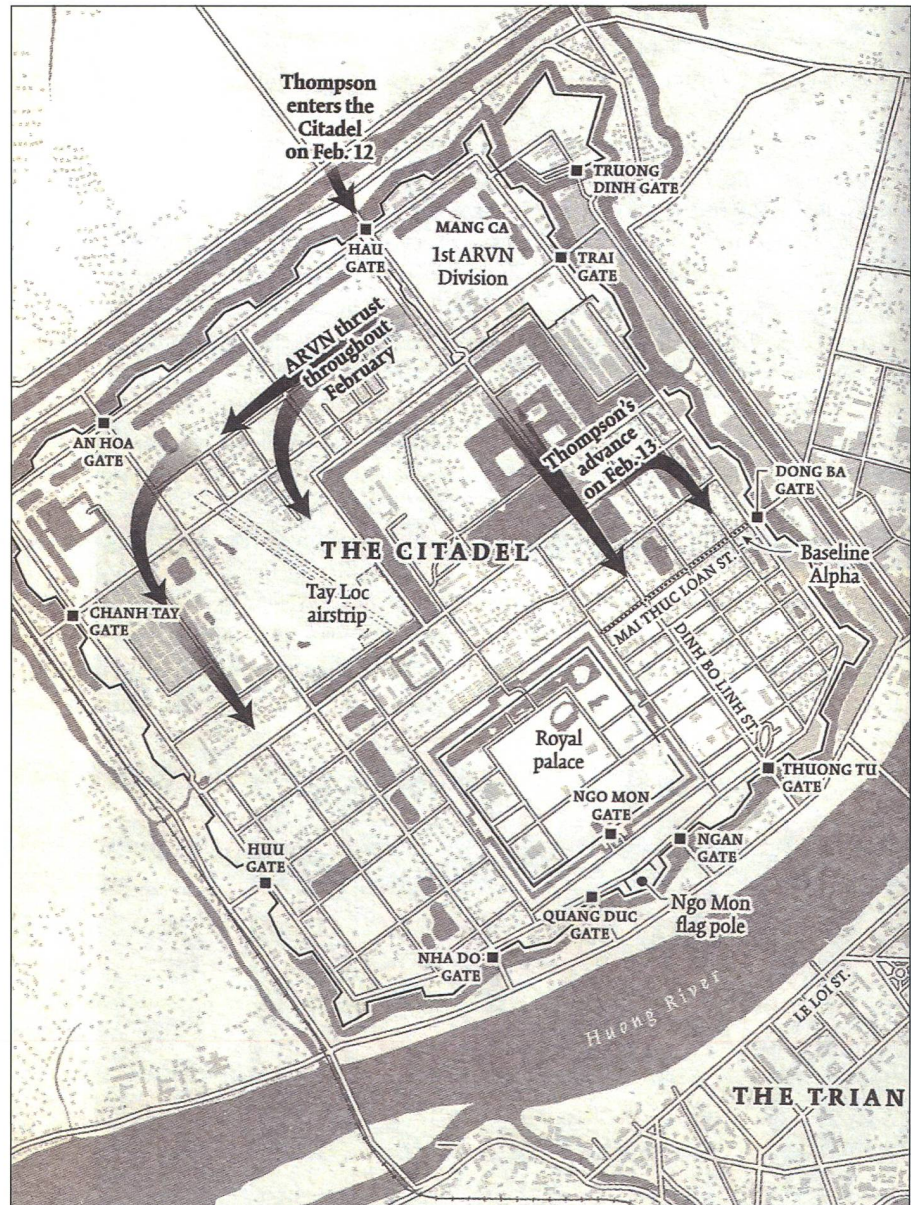 Thompson
enters the
Citadel
on Feb. 12
TRUONG
DINH GATE
HAU
GATE
MANG CA
1st ARVN
Division
TRAI
GATE
ARVN thrust
throughout
February
AN HOA
GATE
Thompson's
advance
on Feb. 13
DONG BA
GATE
THE CITADEL
Baseline
Alpha
Tay Loc
airstrip
MAI THUC LOAN ST.
CHANH TAY
GATE
DINH BO LINH ST.
Royal
palace
THUONG TU
GATE
NGO MON
GATE
NGAN
GATE
HUU
GATE
QUANG DUC
GATE
Ngo Mon
flag pole
NHA DO
GATE
Huong River
LE LOI ST.
THE TRIAN